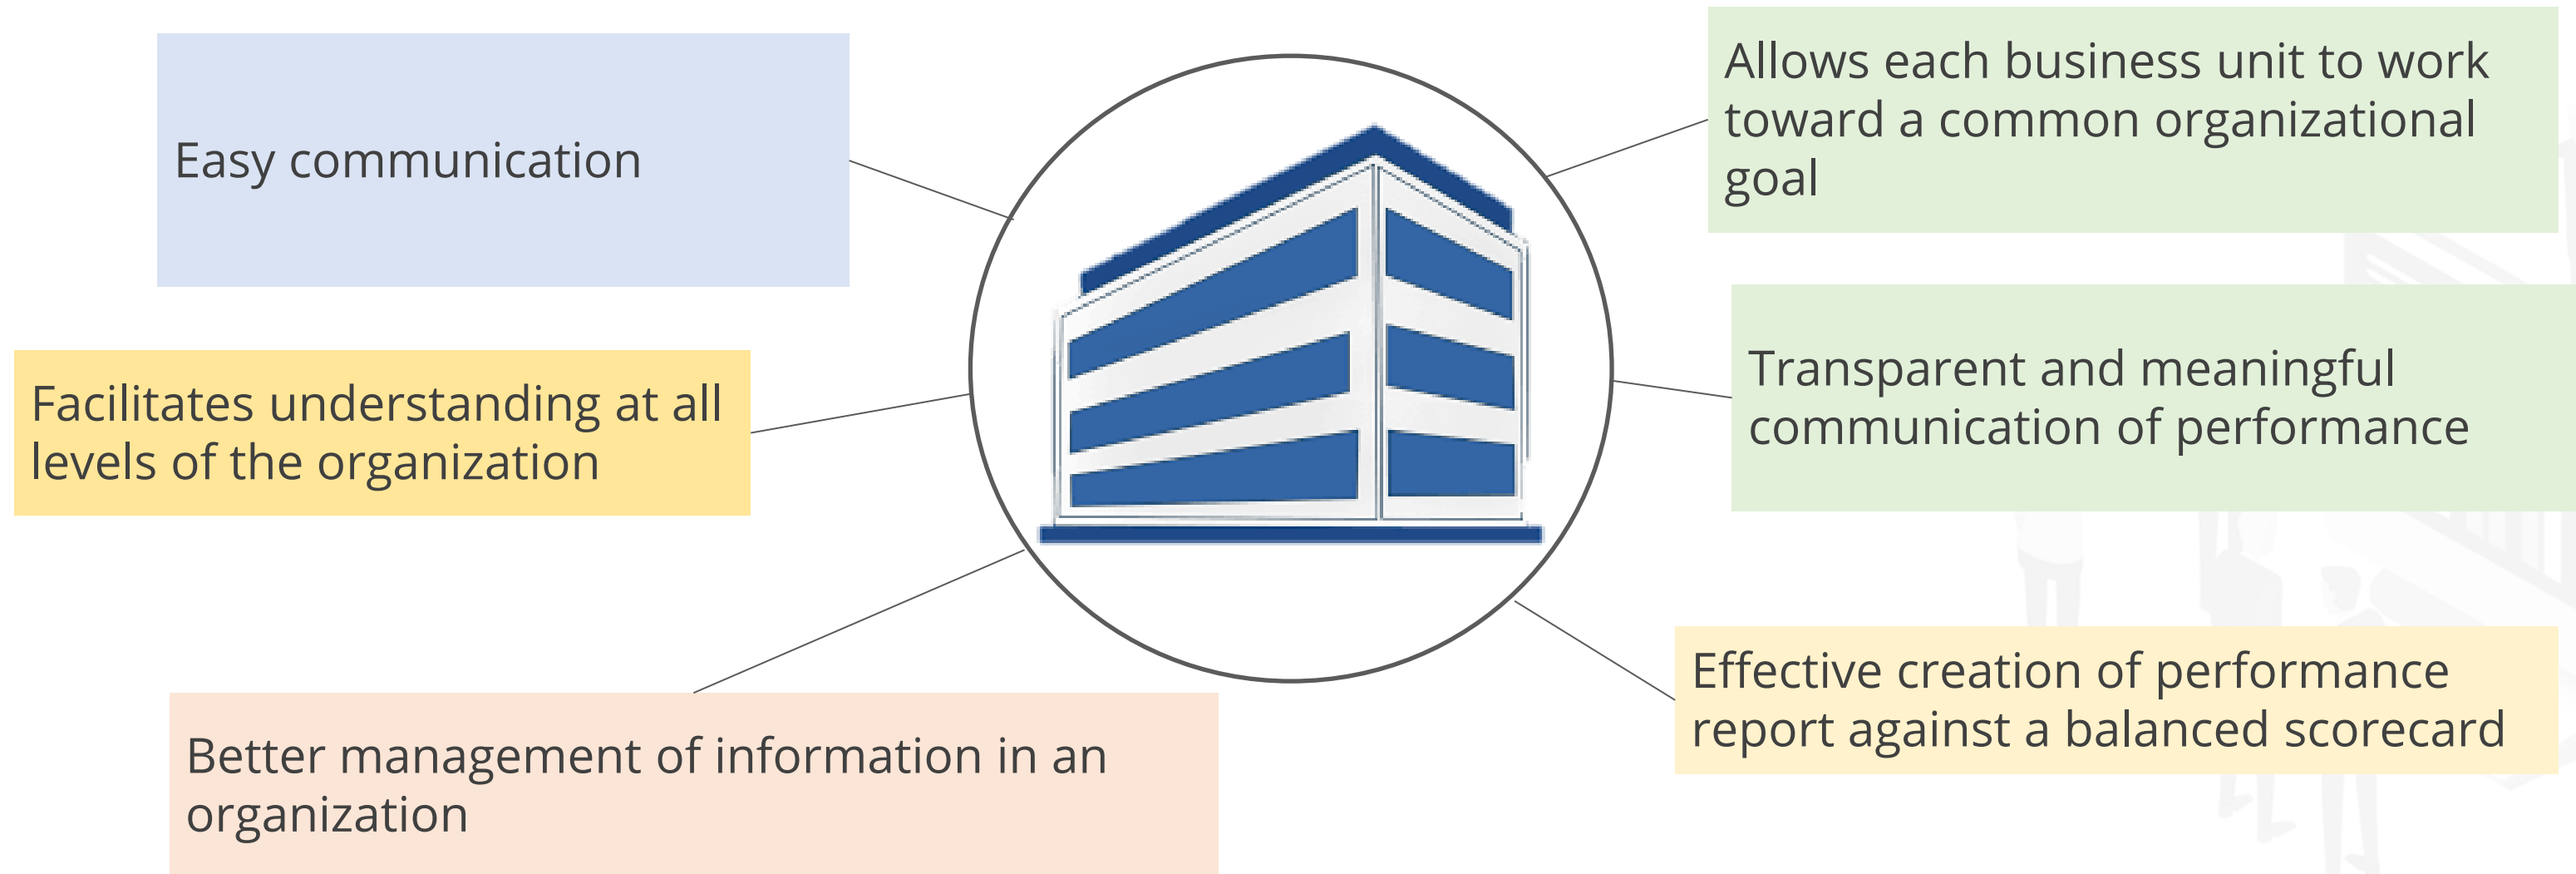 Easy communication
Facilitates understanding at all
levels of the organization
Better management of information in an
organization
Allows each business unit to work
toward a common organizational
goal
Transparent and meaningful
communication of performance
Effective creation of performance
report against a balanced scorecard